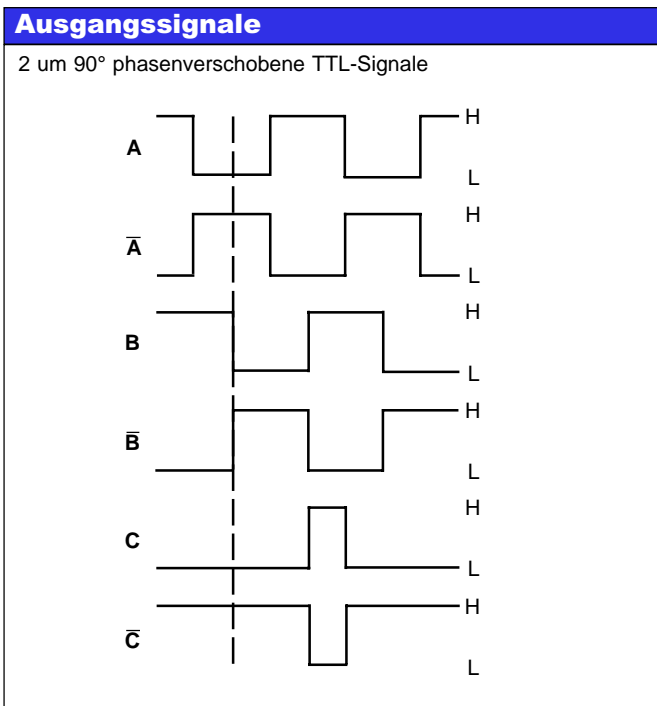 Ausgangssignale
2 um 90° phasenverschobene TTL-Signale
H
A
L
H
A̅
L
H
B
L
H
B̅
L
H
C
L
H
C̅
L